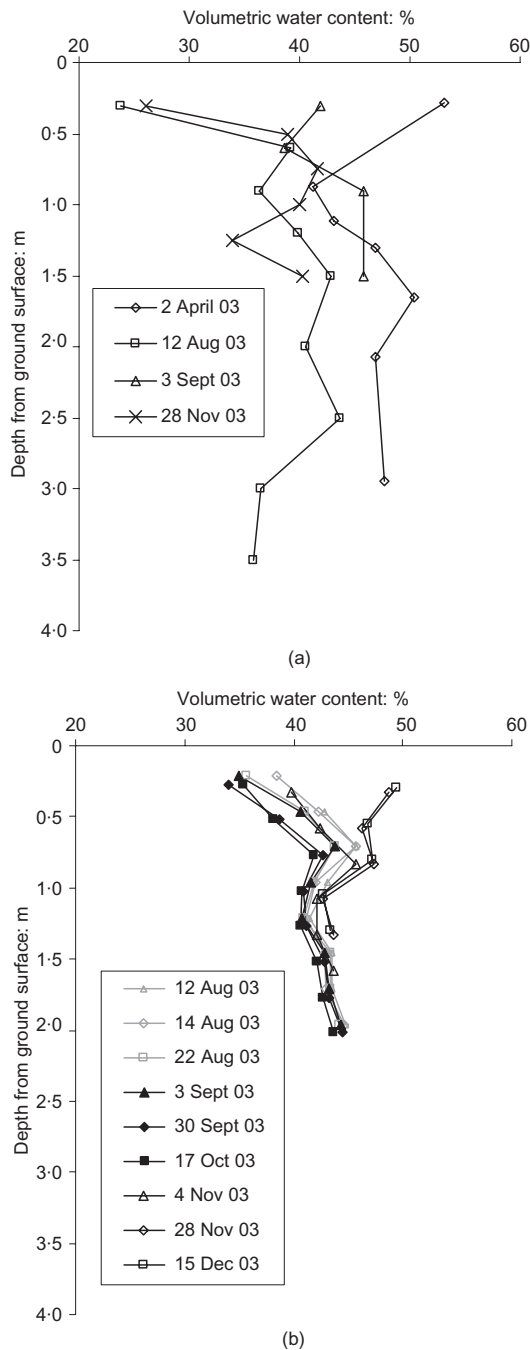 Volumetric water content: %
20 30 40 50 60
0
0·5
1·0
1·5
2·0
2·5
3·0
3·5
4·0
Depth from ground surface: m
2 April 03
12 Aug 03
3 Sept 03
28 Nov 03
(a)
Volumetric water content: %
20 30 40 50 60
0
0·5
1·0
1·5
2·0
2·5
3·0
3·5
4·0
Depth from ground surface: m
12 Aug 03
14 Aug 03
22 Aug 03
3 Sept 03
30 Sept 03
17 Oct 03
4 Nov 03
28 Nov 03
15 Dec 03
(b)